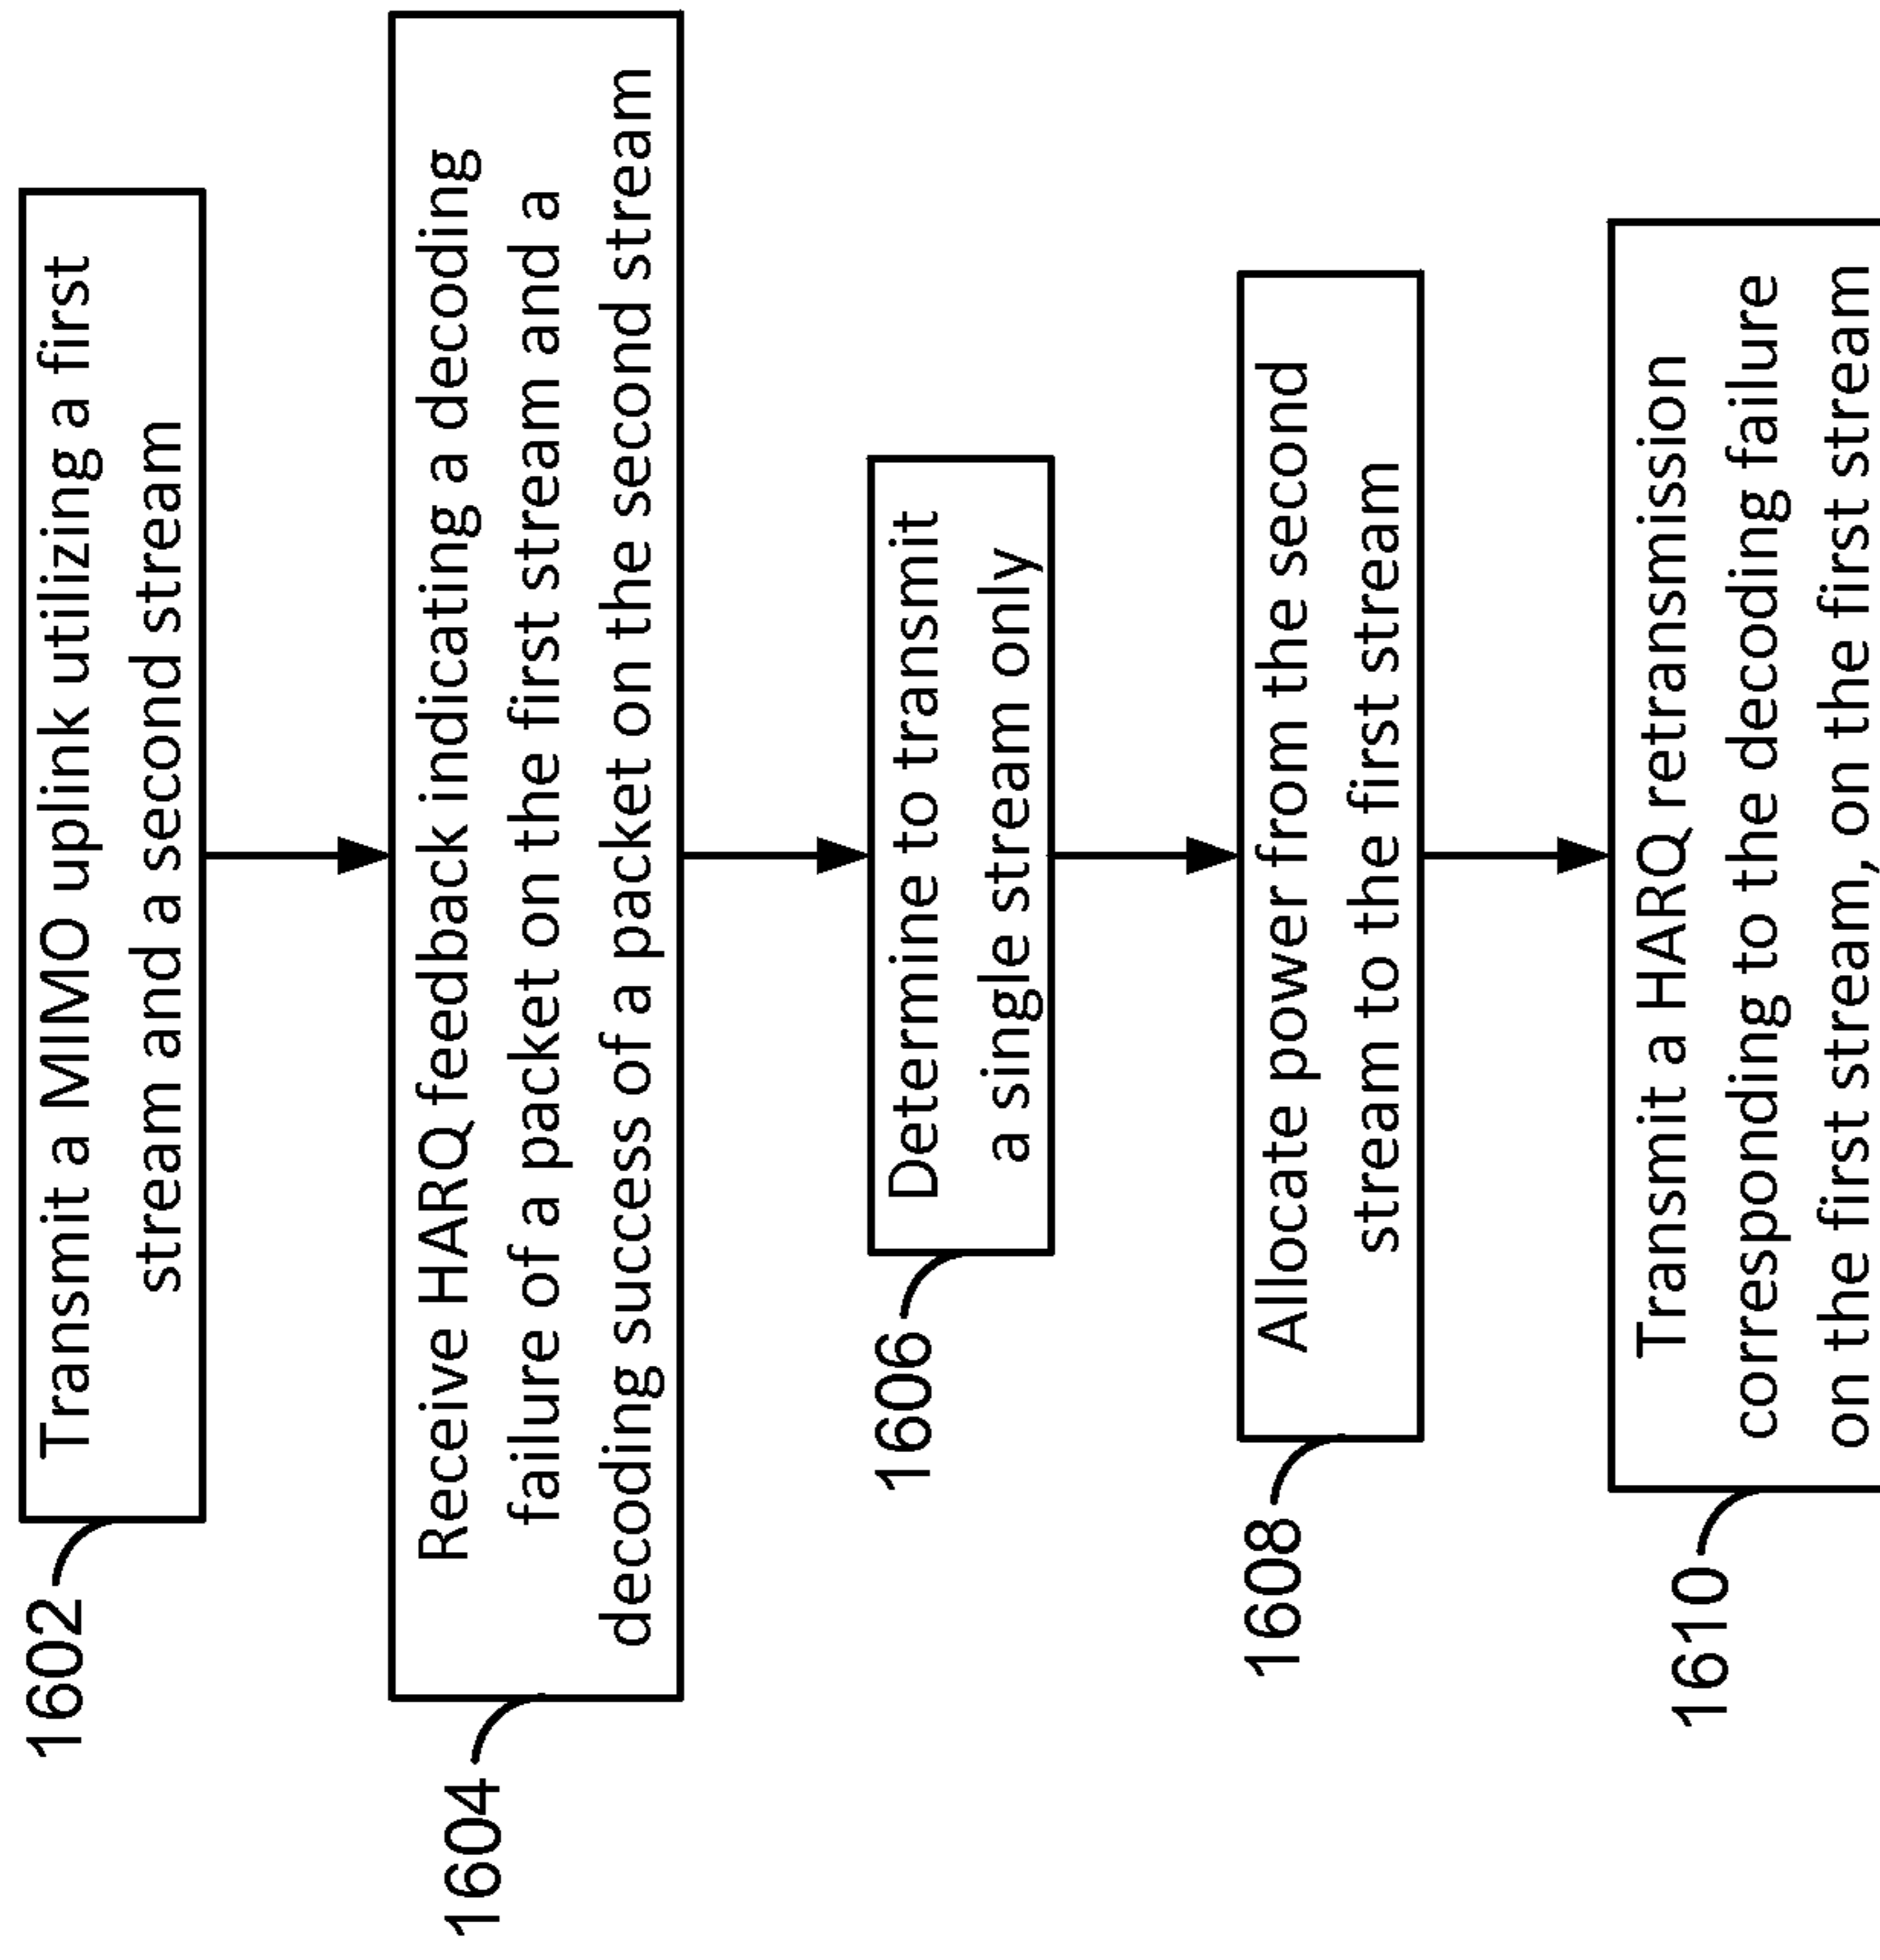 1602
Transmit a MIMO uplink utilizing a first
stream and a second stream
1604
Receive HARQ feedback indicating a decoding
failure of a packet on the first stream and a
decoding success of a packet on the second stream
1606
Determine to transmit
a single stream only
1608
Allocate power from the second
stream to the first stream
1610
Transmit a HARQ retransmission
corresponding to the decoding failure
on the first stream, on the first stream